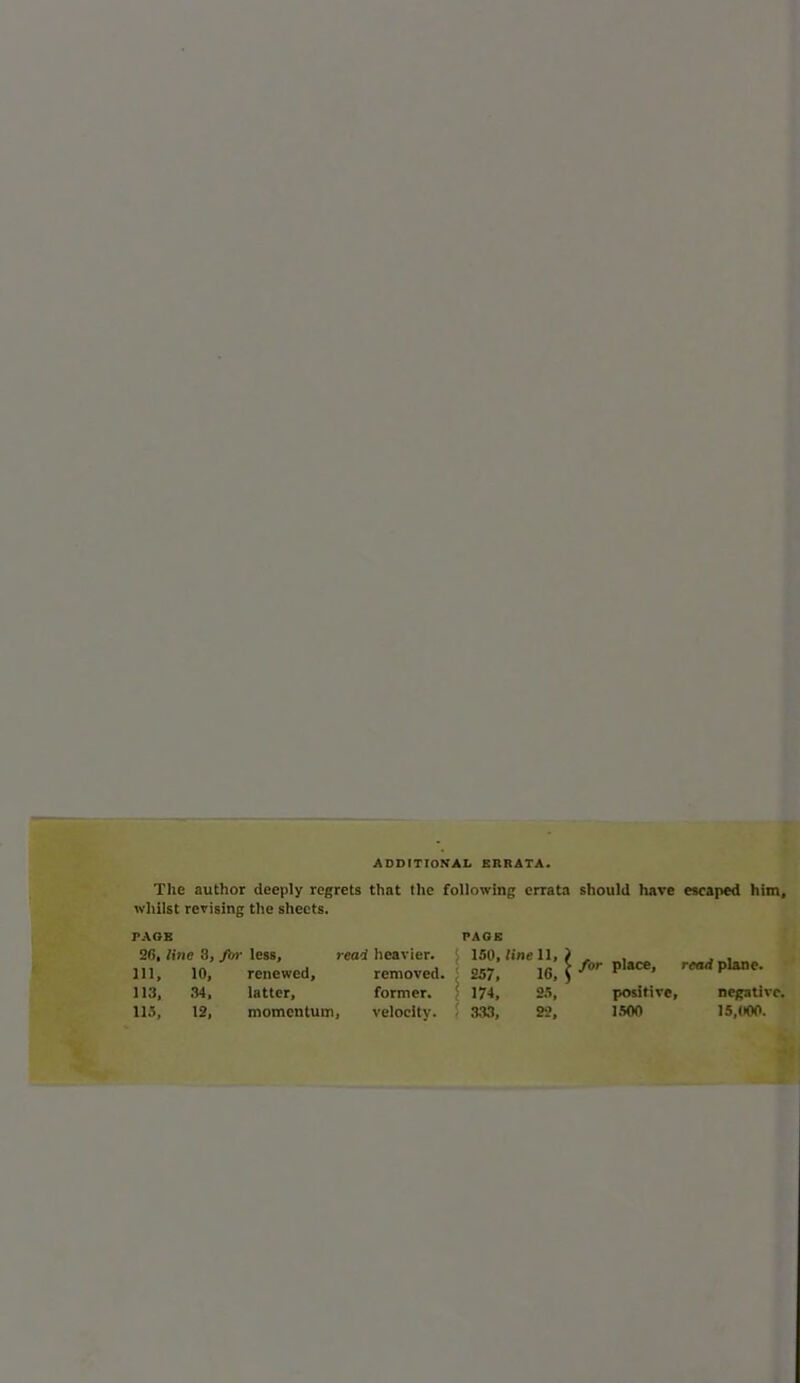 ADDITIONAL ERRATA.
The author deeply regrets that the following errata should have escaped him,
whilst revising the sheets.
PAGE
26, line 3, for less, read heavier.
111, 10, renewed, removed.
113, 34, latter, former.
115, 12, momentum, velocity.
PAGE
150, line 11, } for place, read plane.
257, 16,
174, 25, positive, negative.
333, 22, 1500 15,000.